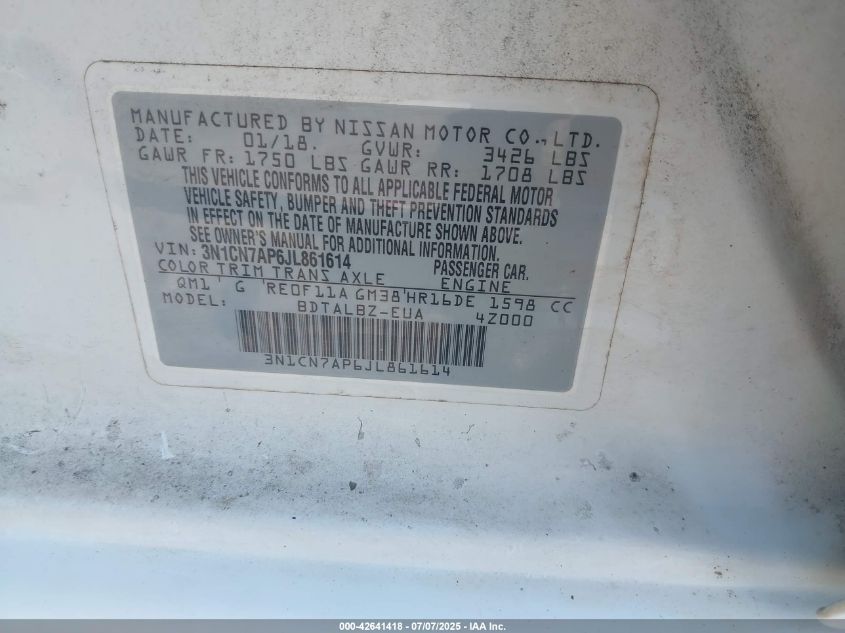 MANUFACTURED BY NISSAN MOTOR CO., LTD.
DATE: 01/18. GVWR: 3426 LBS
GAWR FR: 1750 LBS GAWR RR: 1708 LBS
THIS VEHICLE CONFORMS TO ALL APPLICABLE FEDERAL MOTOR
VEHICLE SAFETY, BUMPER AND THEFT PREVENTION STANDARDS
IN EFFECT ON THE DATE OF MANUFACTURE SHOWN ABOVE.
SEE OWNER'S MANUAL FOR ADDITIONAL INFORMATION.
VIN: 3N1CN7AP6JL861614 PASSENGER CAR.
COLOR TRIM TRANS AXLE ENGINE
QM1' G 'RE0F11A GM38'HR16DE 1598 CC
MODEL: BDTALBZ-EUA 4Z000
3N1CN7AP6JL861614
000-42641418 - 07/07/2025 - IAA Inc.